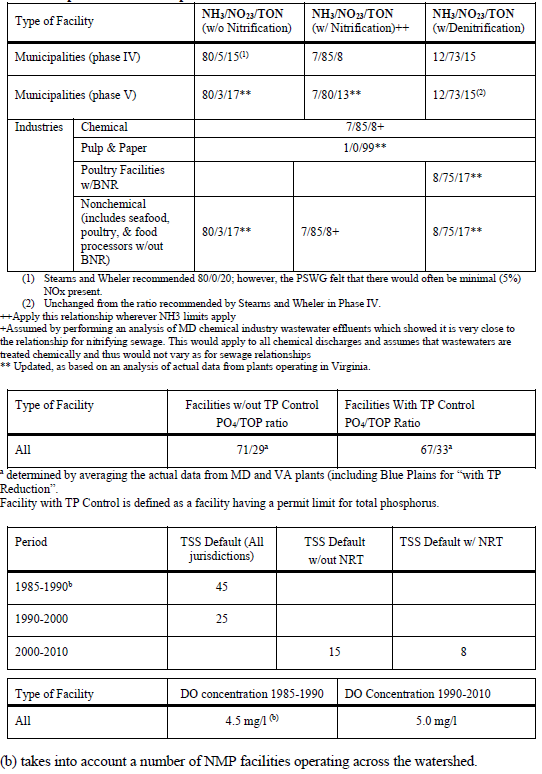 Type of Facility NH3/NO23/TON (w/o Nitrification) NH3/NO23/TON (w/ Nitrification)++ NH3/NO23/TON (w/Denitrification)
Municipalities (phase IV) 80/5/15(1) 7/85/8 12/73/15
Municipalities (phase V) 80/3/17** 7/80/13** 12/73/15(2)
Industries Chemical 7/85/8+
Pulp & Paper 1/0/99**
Poultry Facilities
w/BNR 8/75/17**
Nonchemical
(includes seafood,
poultry, & food
processors w/out
BNR) 80/3/17** 7/85/8+ 8/75/17**
(1) Stearns and Wheler recommended 80/0/20; however, the PSWG felt that there would often be minimal (5%)
NOx present.
(2) Unchanged from the ratio recommended by Stearns and Wheler in Phase IV.
++Apply this relationship wherever NH3 limits apply
+Assumed by performing an analysis of MD chemical industry wastewater effluents which showed it is very close to
the relationship for nitrifying sewage. This would apply to all chemical discharges and assumes that wastewaters are
treated chemically and thus would not vary as for sewage relationships
** Updated, as based on an analysis of actual data from plants operating in Virginia.
Type of Facility Facilities w/out TP Control PO4/TOP ratio Facilities With TP Control PO4/TOP Ratio
All 71/29a 67/33a
a determined by averaging the actual data from MD and VA plants (including Blue Plains for “with TP
Reduction”.
Facility with TP Control is defined as a facility having a permit limit for total phosphorus.
Period TSS Default (All jurisdictions) TSS Default w/out NRT TSS Default w/ NRT
1985-1990b 45
1990-2000 25
2000-2010 15 8
Type of Facility DO concentration 1985-1990 DO Concentration 1990-2010
All 4.5 mg/l (b) 5.0 mg/l
(b) takes into account a number of NMP facilities operating across the watershed.